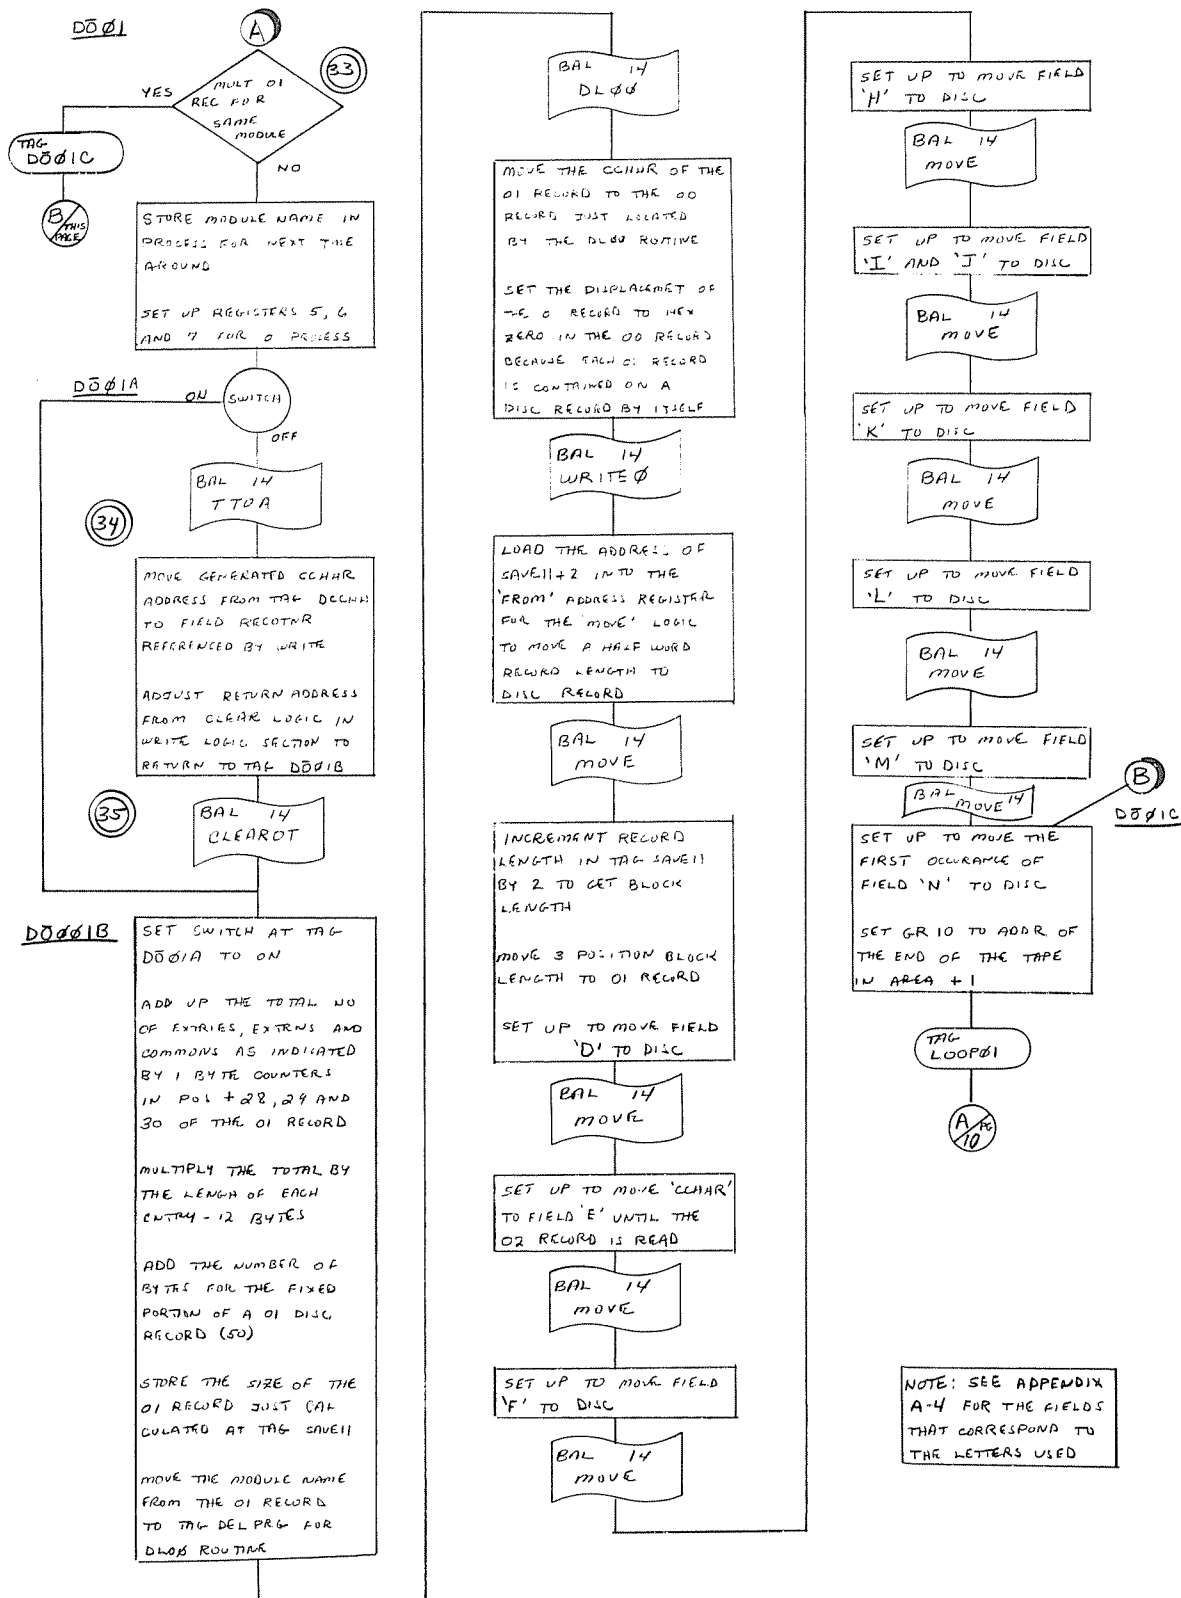 DŌØ1
A
33
YES
MULT 01
REC FOR
SAME
MODULE
NO
TAG
DŌØ1C
B/THIS
PAGE
STORE MODULE NAME IN
PROCESS FOR NEXT TIME
AROUND
SET UP REGISTERS 5, 6
AND 7 FOR 0 PROCESS
DŌØ1A
ON
SWITCH
OFF
BAL 14
TTOA
34
MOVE GENERATED CCHHR
ADDRESS FROM TAG DCCHH
TO FIELD RECOTNR
REFERENCED BY WRITE
ADJUST RETURN ADDRESS
FROM CLEAR LOGIC IN
WRITE LOGIC SECTION TO
RETURN TO TAG DŌØ1B
35
BAL 14
CLEAROT
DŌØØ1B
SET SWITCH AT TAG
DŌØ1A TO ON
ADD UP THE TOTAL NO
OF EXTRIES, EXTRNS AND
COMMONS AS INDICATED
BY 1 BYTE COUNTERS
IN POS +28, 29 AND
30 OF THE 01 RECORD
MULTIPLY THE TOTAL BY
THE LENGH OF EACH
ENTRY - 12 BYTES
ADD THE NUMBER OF
BYTES FOR THE FIXED
PORTION OF A 01 DISC
RECORD (50)
STORE THE SIZE OF THE
01 RECORD JUST CAL
CULATED AT TAG SAVE11
MOVE THE MODULE NAME
FROM THE 01 RECORD
TO TAG DEL PRG FOR
DLOØ ROUTINE
BAL 14
DLØØ
MOVE THE CCHHR OF THE
01 RECORD TO THE 00
RECORD JUST LOCATED
BY THE DL00 ROUTINE
SET THE DISPLACEMET OF
THE 0 RECORD TO HEX
ZERO IN THE 00 RECORD
BECAUSE EACH 01 RECORD
IS CONTAINED ON A
DISC RECORD BY ITSELF
BAL 14
WRITEØ
LOAD THE ADDRESS OF
SAVE11+2 INTO THE
'FROM' ADDRESS REGISTER
FOR THE 'MOVE' LOGIC
TO MOVE A HALF WORD
RECORD LENGTH TO
DISC RECORD
BAL 14
MOVE
INCREMENT RECORD
LENGTH IN TAG SAVE11
BY 2 TO GET BLOCK
LENGTH
MOVE 3 POSITION BLOCK
LENGTH TO 01 RECORD
SET UP TO MOVE FIELD
'D' TO DISC
BAL 14
MOVE
SET UP TO MOVE 'CCHHR'
TO FIELD 'E' UNTIL THE
02 RECORD IS READ
BAL 14
MOVE
SET UP TO MOVE FIELD
'F' TO DISC
BAL 14
MOVE
SET UP TO MOVE FIELD
'H' TO DISC
BAL 14
MOVE
SET UP TO MOVE FIELD
'I' AND 'J' TO DISC
BAL 14
MOVE
SET UP TO MOVE FIELD
'K' TO DISC
BAL 14
MOVE
SET UP TO MOVE FIELD
'L' TO DISC
BAL 14
MOVE
SET UP TO MOVE FIELD
'M' TO DISC
BAL MOVE 14
B
DŌØ1C
SET UP TO MOVE THE
FIRST OCCURANCE OF
FIELD 'N' TO DISC
SET GR 10 TO ADDR OF
THE END OF THE TAPE
IN AREA +1
TAG
LOOPØ1
A/PG
10
NOTE: SEE APPENDIX
A-4 FOR THE FIELDS
THAT CORRESPOND TO
THE LETTERS USED